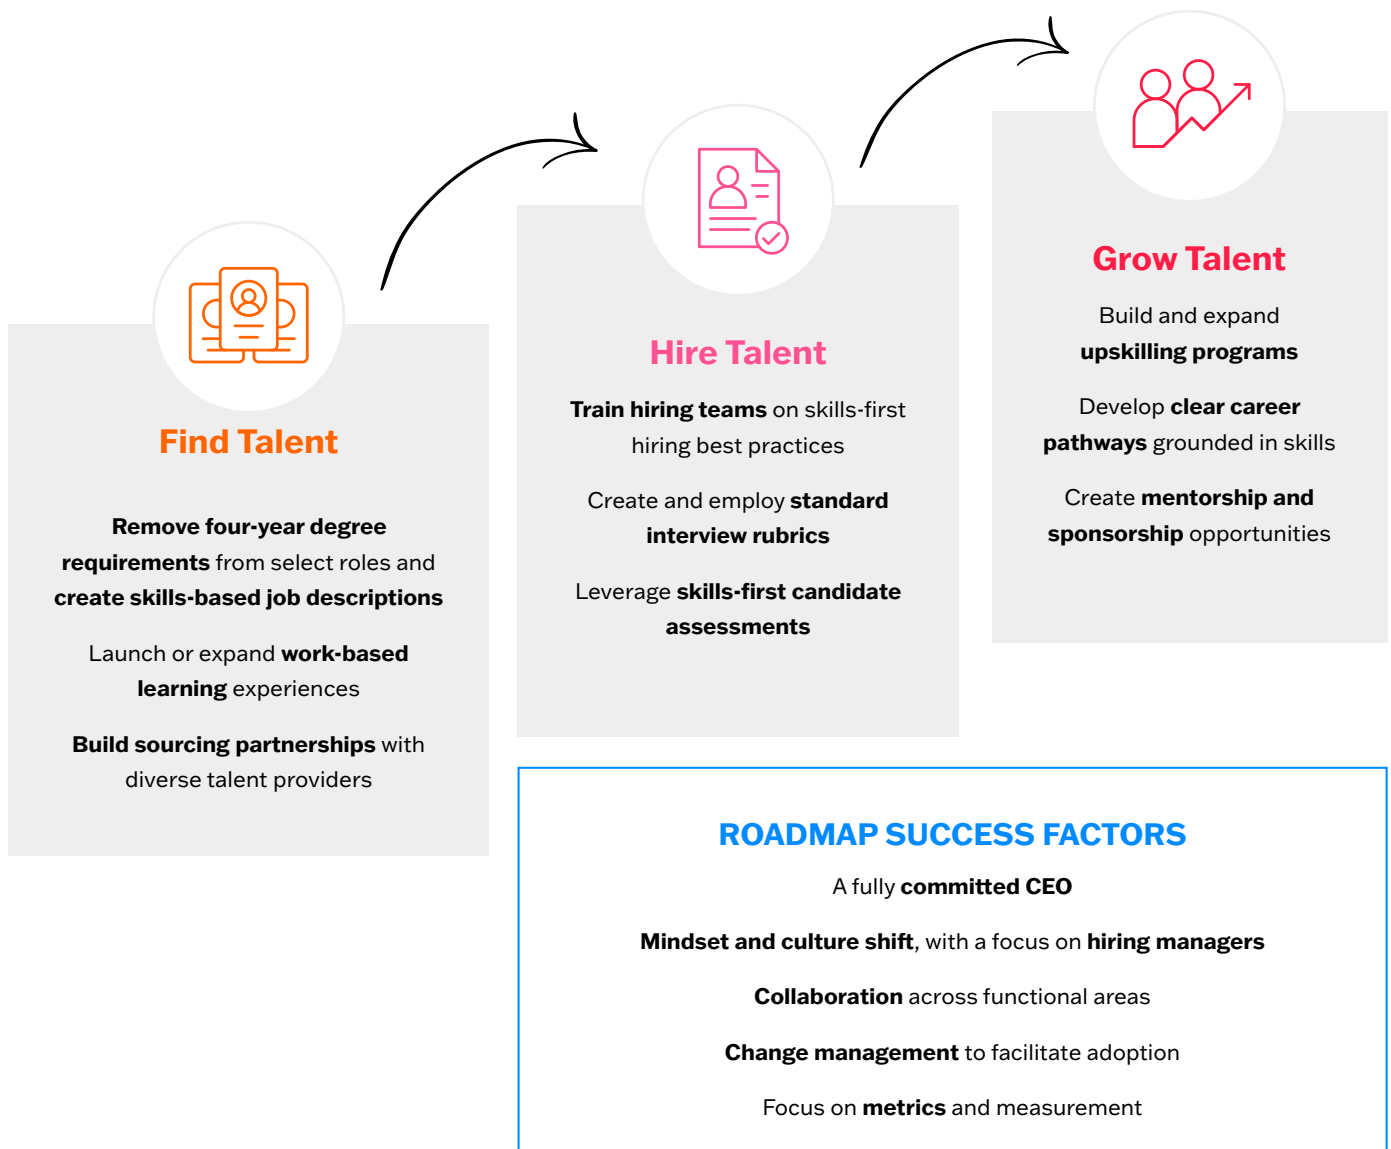 Find Talent
Remove four-year degree
requirements from select roles and
create skills-based job descriptions
Launch or expand work-based
learning experiences
Build sourcing partnerships with
diverse talent providers
Hire Talent
Train hiring teams on skills-first
hiring best practices
Create and employ standard
interview rubrics
Leverage skills-first candidate
assessments
Grow Talent
Build and expand
upskilling programs
Develop clear career
pathways grounded in skills
Create mentorship and
sponsorship opportunities
ROADMAP SUCCESS FACTORS
A fully committed CEO
Mindset and culture shift, with a focus on hiring managers
Collaboration across functional areas
Change management to facilitate adoption
Focus on metrics and measurement